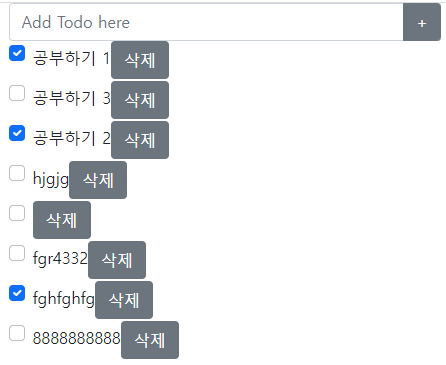 Add Todo here +
공부하기 1 삭제
공부하기 3 삭제
공부하기 2 삭제
hjgjg 삭제
삭제
fgr4332 삭제
fghfghfg 삭제
8888888888 삭제